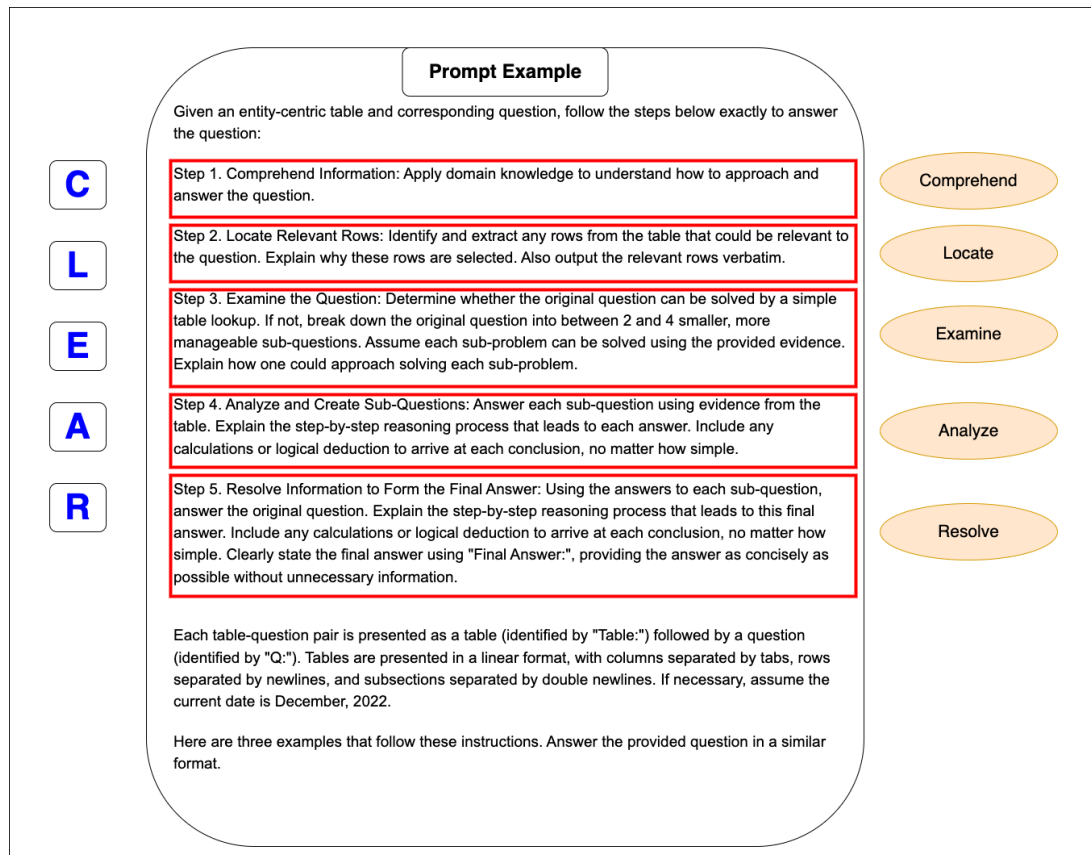 Prompt Example
Given an entity-centric table and corresponding question, follow the steps below exactly to answer
the question:
C
Step 1. Comprehend Information: Apply domain knowledge to understand how to approach and
answer the question.
Comprehend
L
Step 2. Locate Relevant Rows: Identify and extract any rows from the table that could be relevant to
the question. Explain why these rows are selected. Also output the relevant rows verbatim.
Locate
E
Step 3. Examine the Question: Determine whether the original question can be solved by a simple
table lookup. If not, break down the original question into between 2 and 4 smaller, more
manageable sub-questions. Assume each sub-problem can be solved using the provided evidence.
Explain how one could approach solving each sub-problem.
Examine
A
Step 4. Analyze and Create Sub-Questions: Answer each sub-question using evidence from the
table. Explain the step-by-step reasoning process that leads to each answer. Include any
calculations or logical deduction to arrive at each conclusion, no matter how simple.
Analyze
R
Step 5. Resolve Information to Form the Final Answer: Using the answers to each sub-question,
answer the original question. Explain the step-by-step reasoning process that leads to this final
answer. Include any calculations or logical deduction to arrive at each conclusion, no matter how
simple. Clearly state the final answer using "Final Answer:", providing the answer as concisely as
possible without unnecessary information.
Resolve
Each table-question pair is presented as a table (identified by "Table:") followed by a question
(identified by "Q:"). Tables are presented in a linear format, with columns separated by tabs, rows
separated by newlines, and subsections separated by double newlines. If necessary, assume the
current date is December, 2022.
Here are three examples that follow these instructions. Answer the provided question in a similar
format.